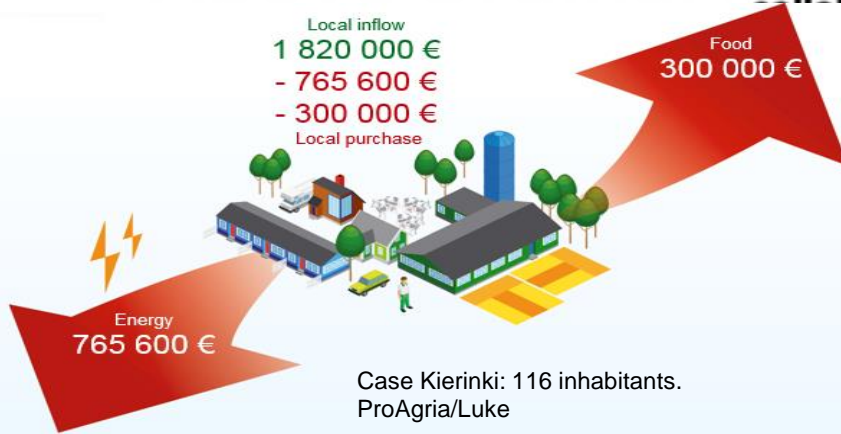 Local inflow
1 820 000 €
- 765 600 €
- 300 000 €
Local purchase
Food
300 000 €
Energy
765 600 €
Case Kierinki: 116 inhabitants.
ProAgria/Luke